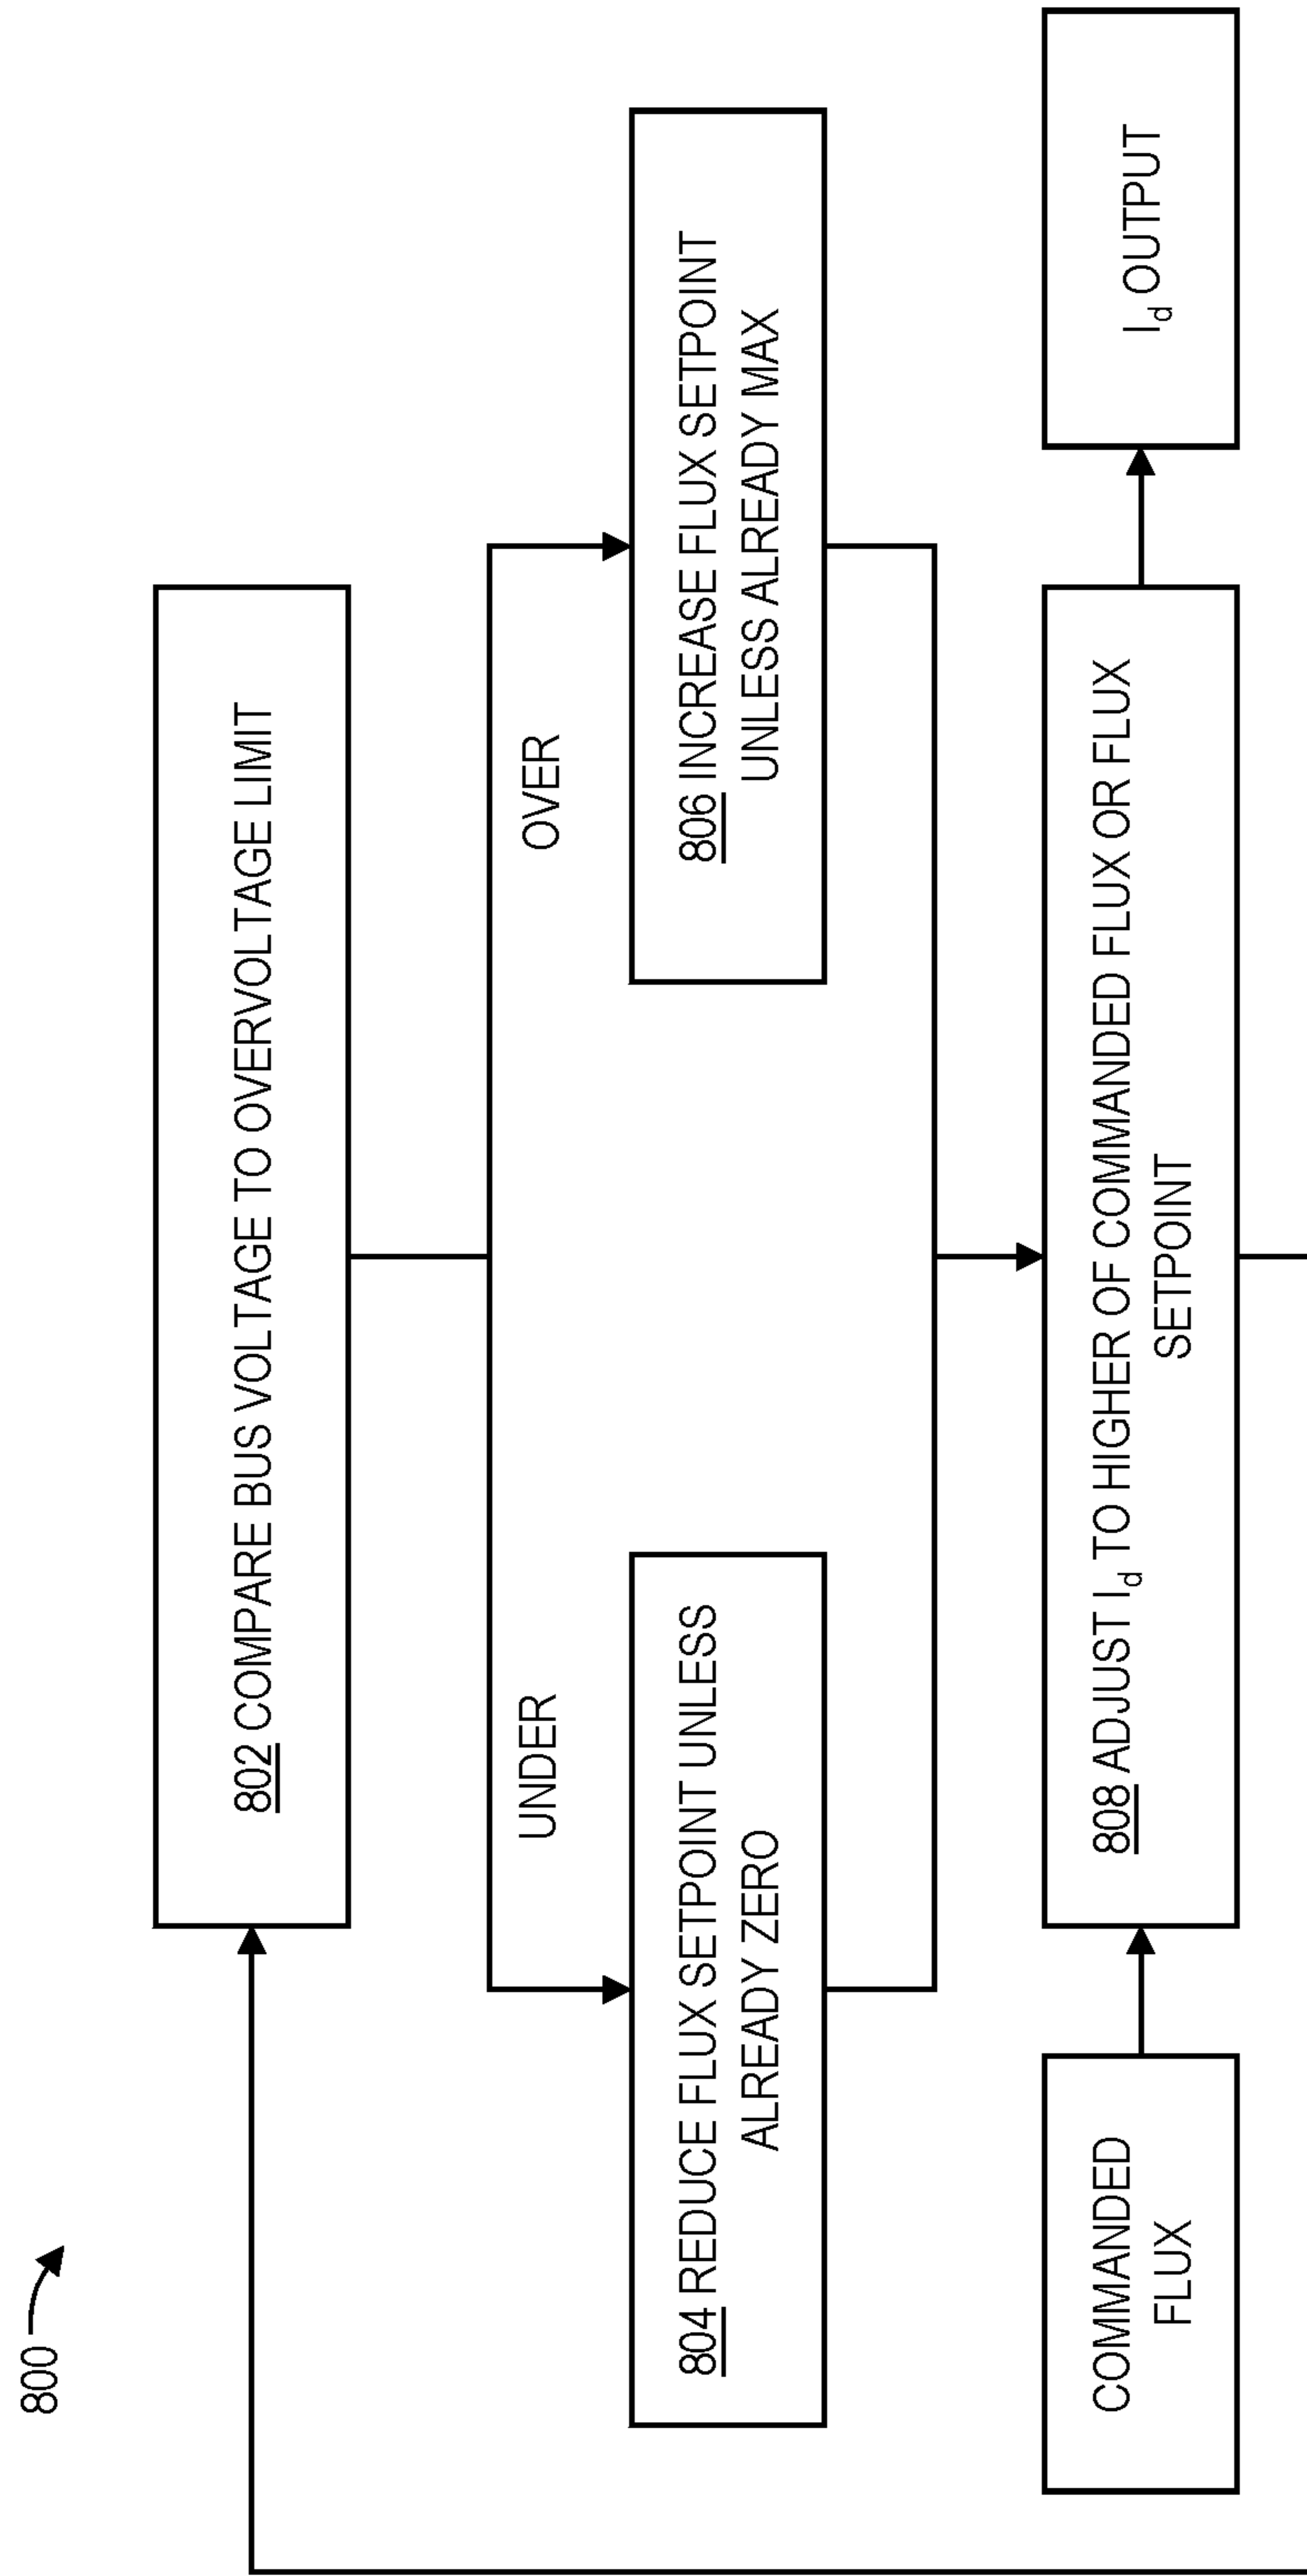 800
802 COMPARE BUS VOLTAGE TO OVERVOLTAGE LIMIT
UNDER
OVER
804 REDUCE FLUX SETPOINT UNLESS
ALREADY ZERO
806 INCREASE FLUX SETPOINT
UNLESS ALREADY MAX
COMMANDED
FLUX
808 ADJUST Id TO HIGHER OF COMMANDED FLUX OR FLUX
SETPOINT
Id OUTPUT